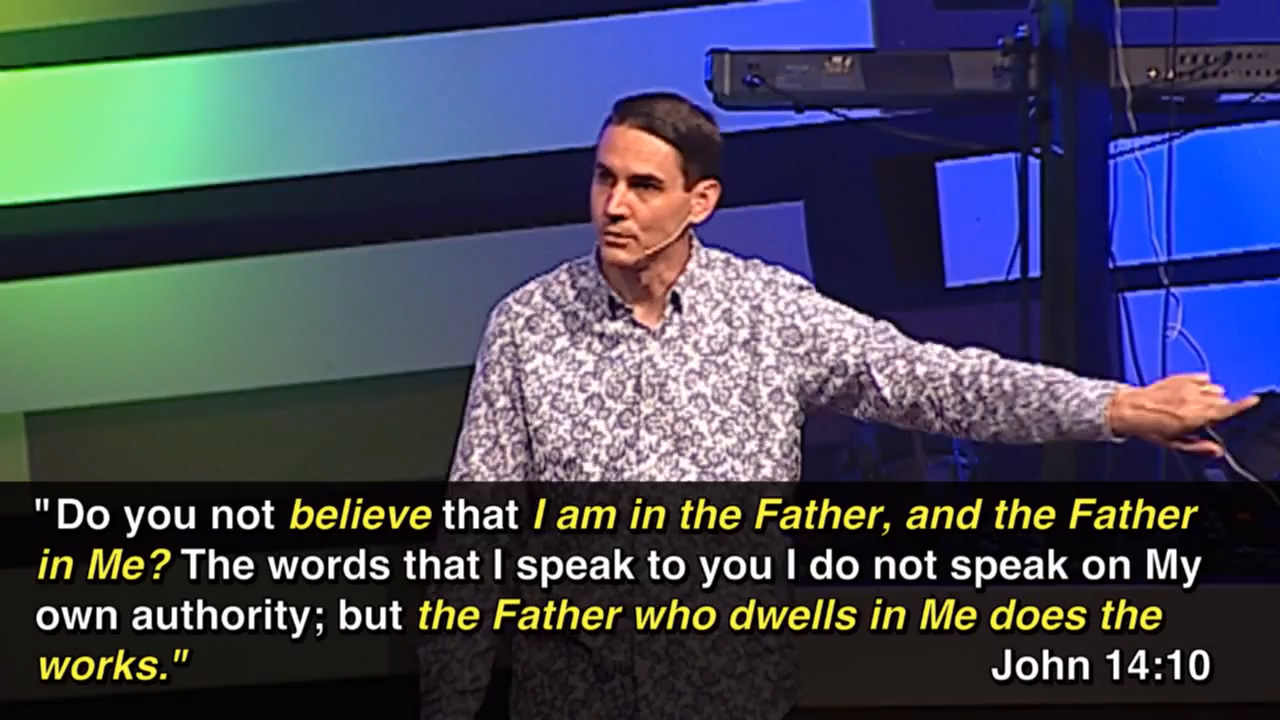 "Do you not believe that I am in the Father, and the Father
in Me? The words that I speak to you I do not speak on My
own authority; but the Father who dwells in Me does the
works."
John 14:10